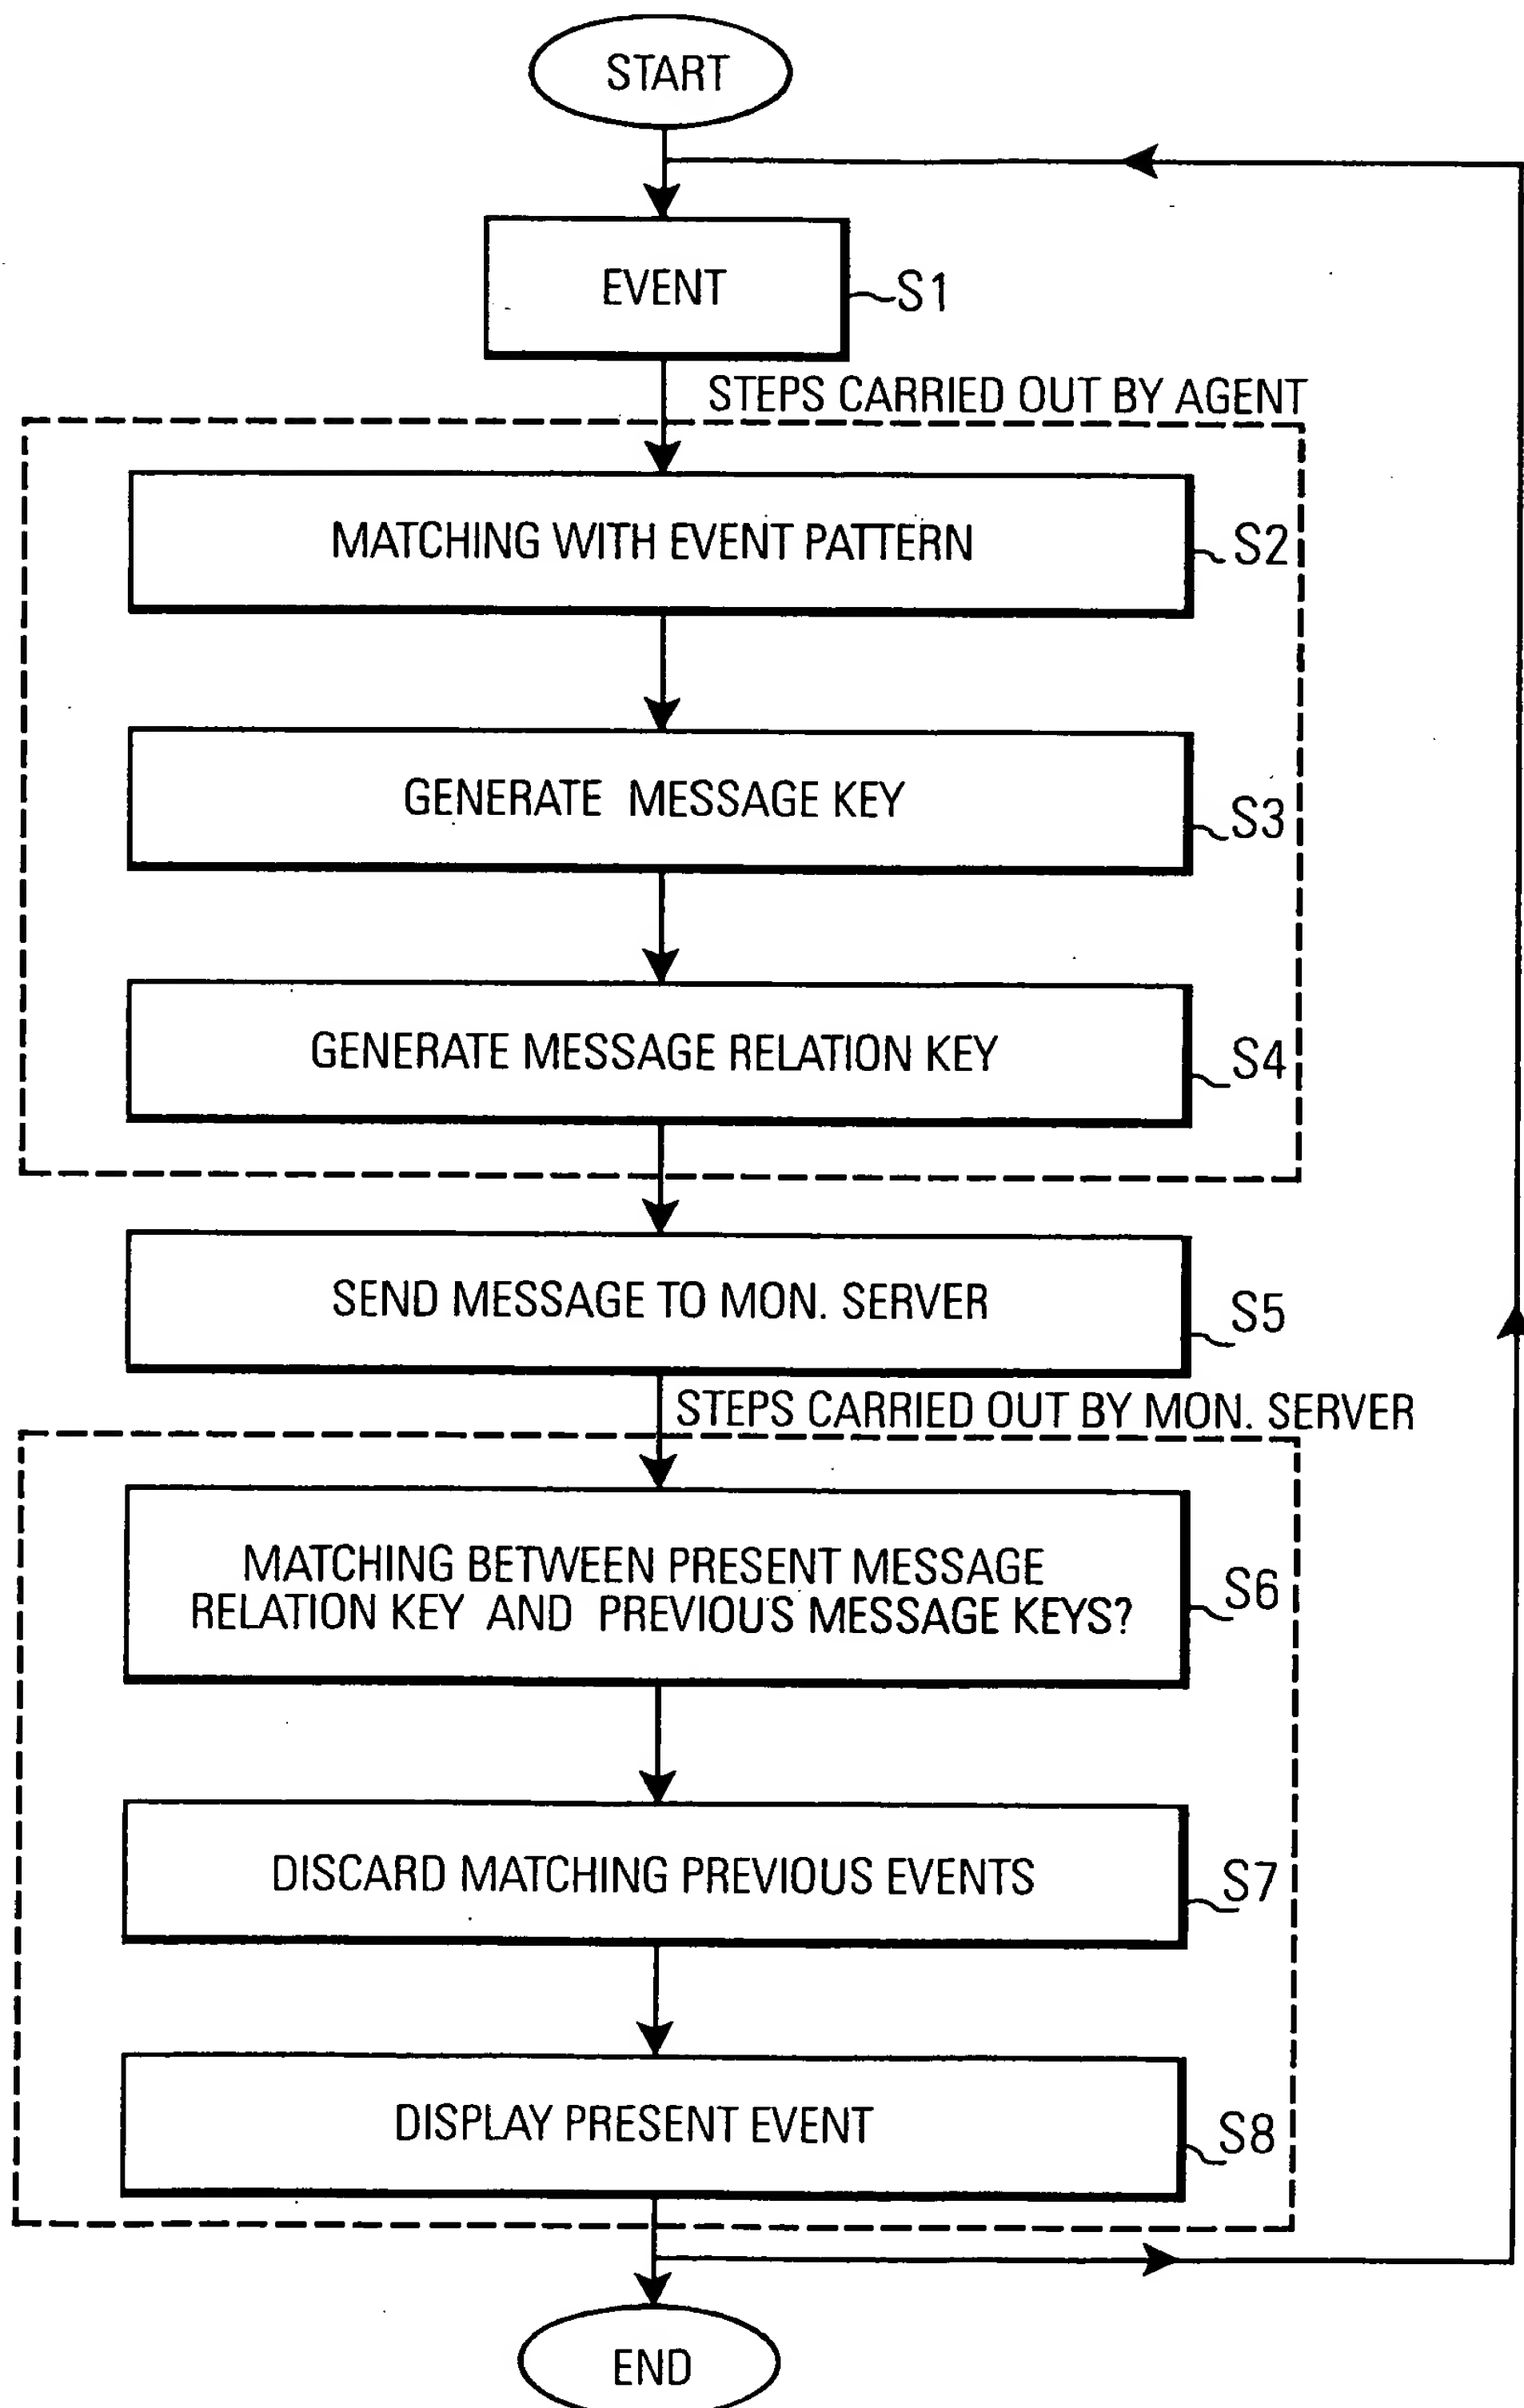 START
EVENT
S1
STEPS CARRIED OUT BY AGENT
MATCHING WITH EVENT PATTERN
S2
GENERATE MESSAGE KEY
S3
GENERATE MESSAGE RELATION KEY
S4
SEND MESSAGE TO MON. SERVER
S5
STEPS CARRIED OUT BY MON. SERVER
MATCHING BETWEEN PRESENT MESSAGE
RELATION KEY AND PREVIOUS MESSAGE KEYS?
S6
DISCARD MATCHING PREVIOUS EVENTS
S7
DISPLAY PRESENT EVENT
S8
END